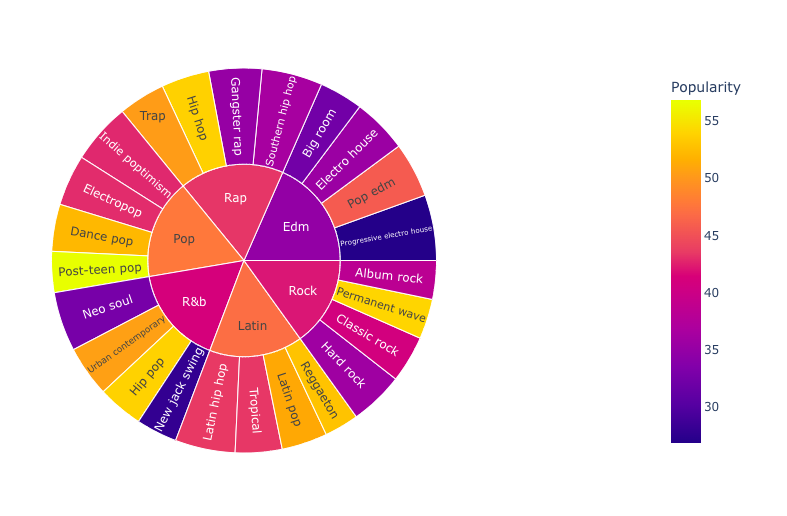 Popularity
55
50
45
40
35
30
Edm
Rap
Pop
R&b
Latin
Rock
Progressive electro house
Pop edm
Electro house
Big room
Southern hip hop
Gangster rap
Hip hop
Trap
Indie poptimism
Electropop
Dance pop
Post-teen pop
Neo soul
Urban contemporary
Hip pop
New jack swing
Latin hip hop
Tropical
Latin pop
Reggaeton
Hard rock
Classic rock
Permanent wave
Album rock